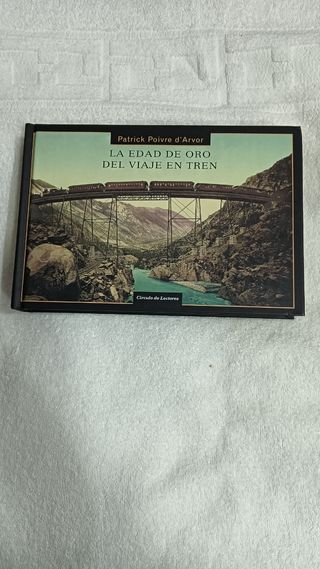 Patrick Poivre d'Arvor
LA EDAD DE ORO
DEL VIAJE EN TREN
Círculo de Lectores